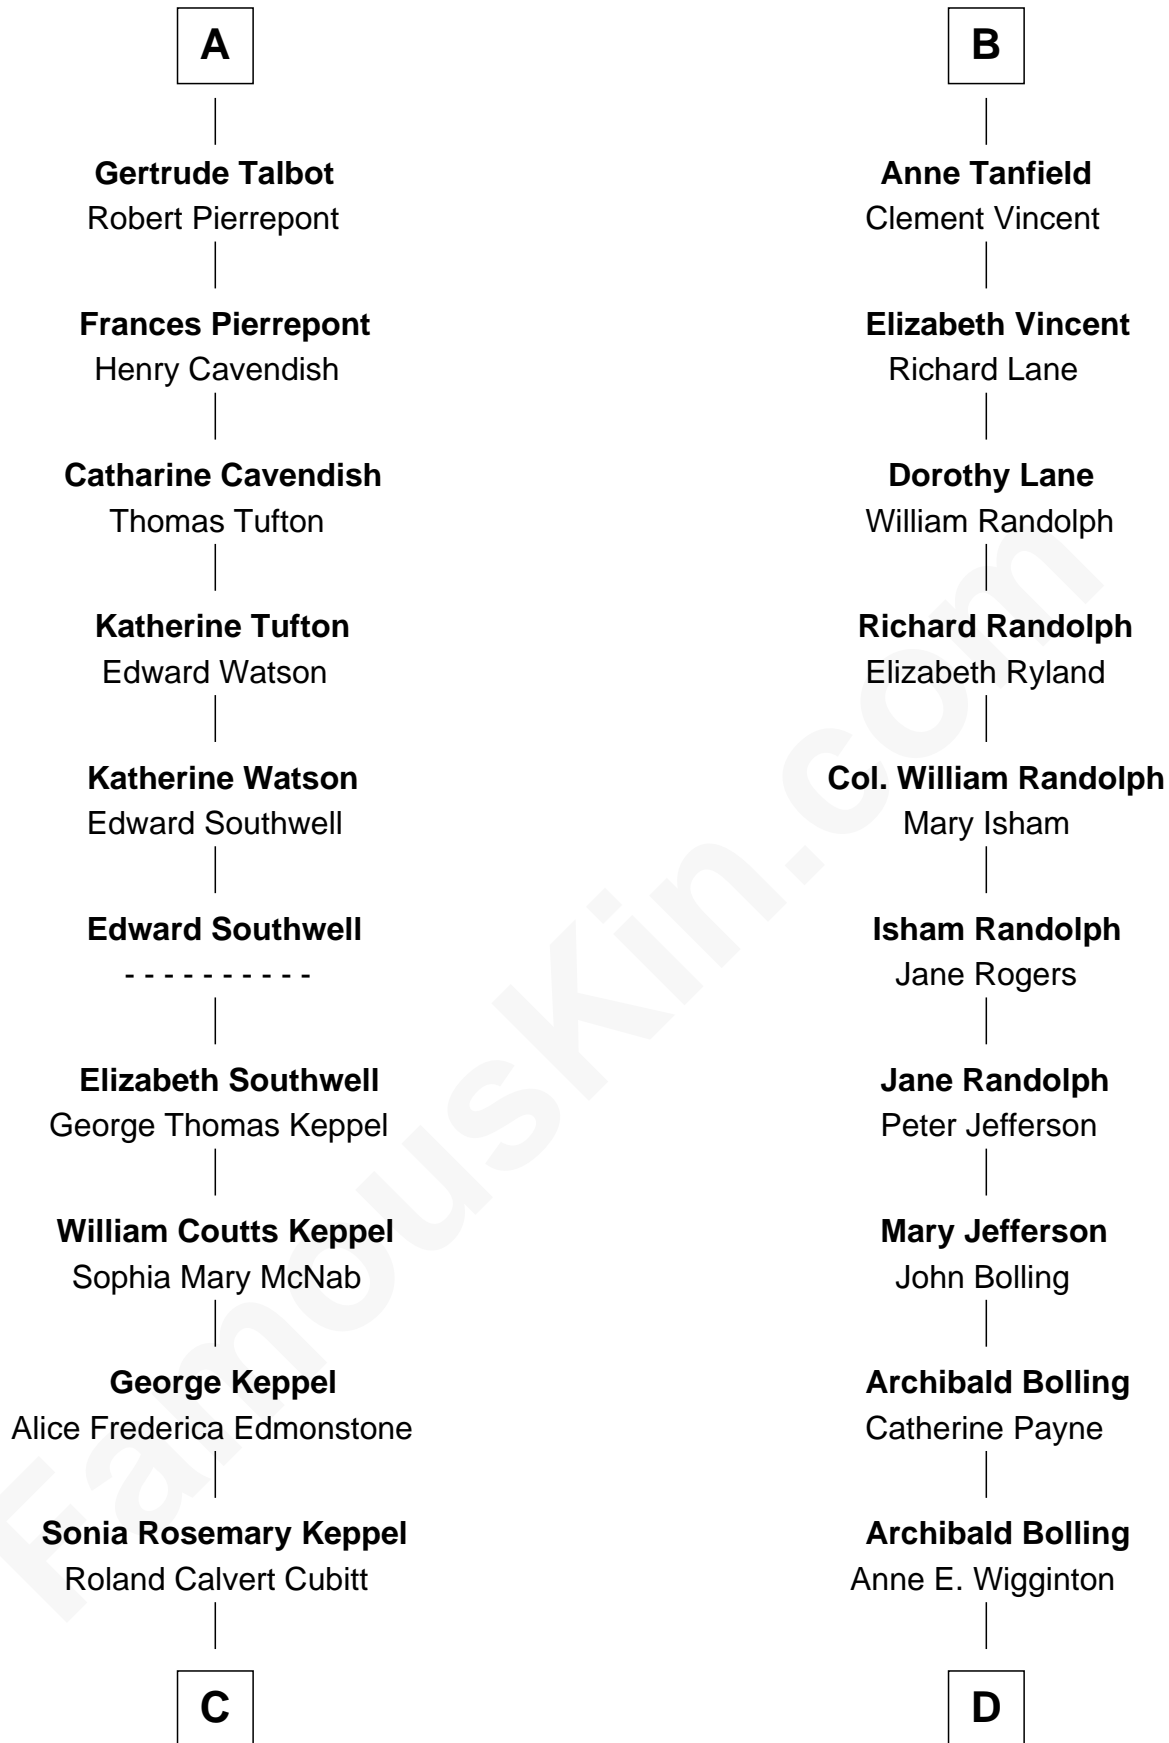 A
Gertrude Talbot
Robert Pierrepont
Frances Pierrepont
Henry Cavendish
Catharine Cavendish
Thomas Tufton
Katherine Tufton
Edward Watson
Katherine Watson
Edward Southwell
Edward Southwell
- - - - - - - - - -
Elizabeth Southwell
George Thomas Keppel
William Coutts Keppel
Sophia Mary McNab
George Keppel
Alice Frederica Edmonstone
Sonia Rosemary Keppel
Roland Calvert Cubitt
C
B
Anne Tanfield
Clement Vincent
Elizabeth Vincent
Richard Lane
Dorothy Lane
William Randolph
Richard Randolph
Elizabeth Ryland
Col. William Randolph
Mary Isham
Isham Randolph
Jane Rogers
Jane Randolph
Peter Jefferson
Mary Jefferson
John Bolling
Archibald Bolling
Catherine Payne
Archibald Bolling
Anne E. Wigginton
D
FamousKin.com